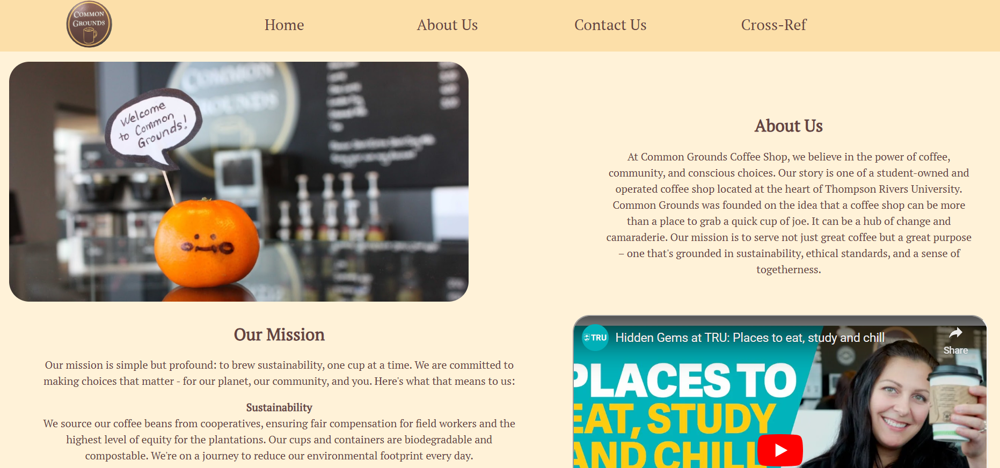 COMMON
GROUNDS
Home
About Us
Contact Us
Cross-Ref
COMMON
GROUNDS
Welcome
to Common
Grounds!
About Us
At Common Grounds Coffee Shop, we believe in the power of coffee,
community, and conscious choices. Our story is one of a student-owned and
operated coffee shop located at the heart of Thompson Rivers University.
Common Grounds was founded on the idea that a coffee shop can be more
than a place to grab a quick cup of joe. It can be a hub of change and
camaraderie. Our mission is to serve not just great coffee but a great purpose
– one that's grounded in sustainability, ethical standards, and a sense of
togetherness.
Our Mission
Our mission is simple but profound: to brew sustainability, one cup at a time. We are committed to
making choices that matter - for our planet, our community, and you. Here's what that means to us:
Sustainability
We source our coffee beans from cooperatives, ensuring fair compensation for field workers and the
highest level of equity for the plantations. Our cups and containers are biodegradable and
compostable. We're on a journey to reduce our environmental footprint every day.
TRU
Hidden Gems at TRU: Places to eat, study and chill
Share
PLACES TO
EAT, STUDY
AND CHILL